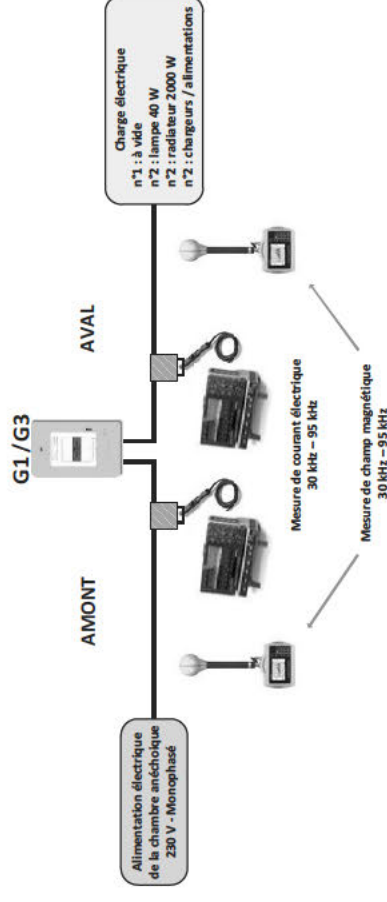 G1/G3
AMONT
AVAL
Alimentation électrique
de la chambre anéchoique
230 V - Monophasé
Charge électrique
n°1 : à vide
n°2 : lampe 40 W
n°2 : radiateur 2000 W
n°2 : chargeurs / alimentations
Mesure de courant électrique
30 kHz – 95 kHz
Mesure de champ magnétique
30 kHz – 95 kHz